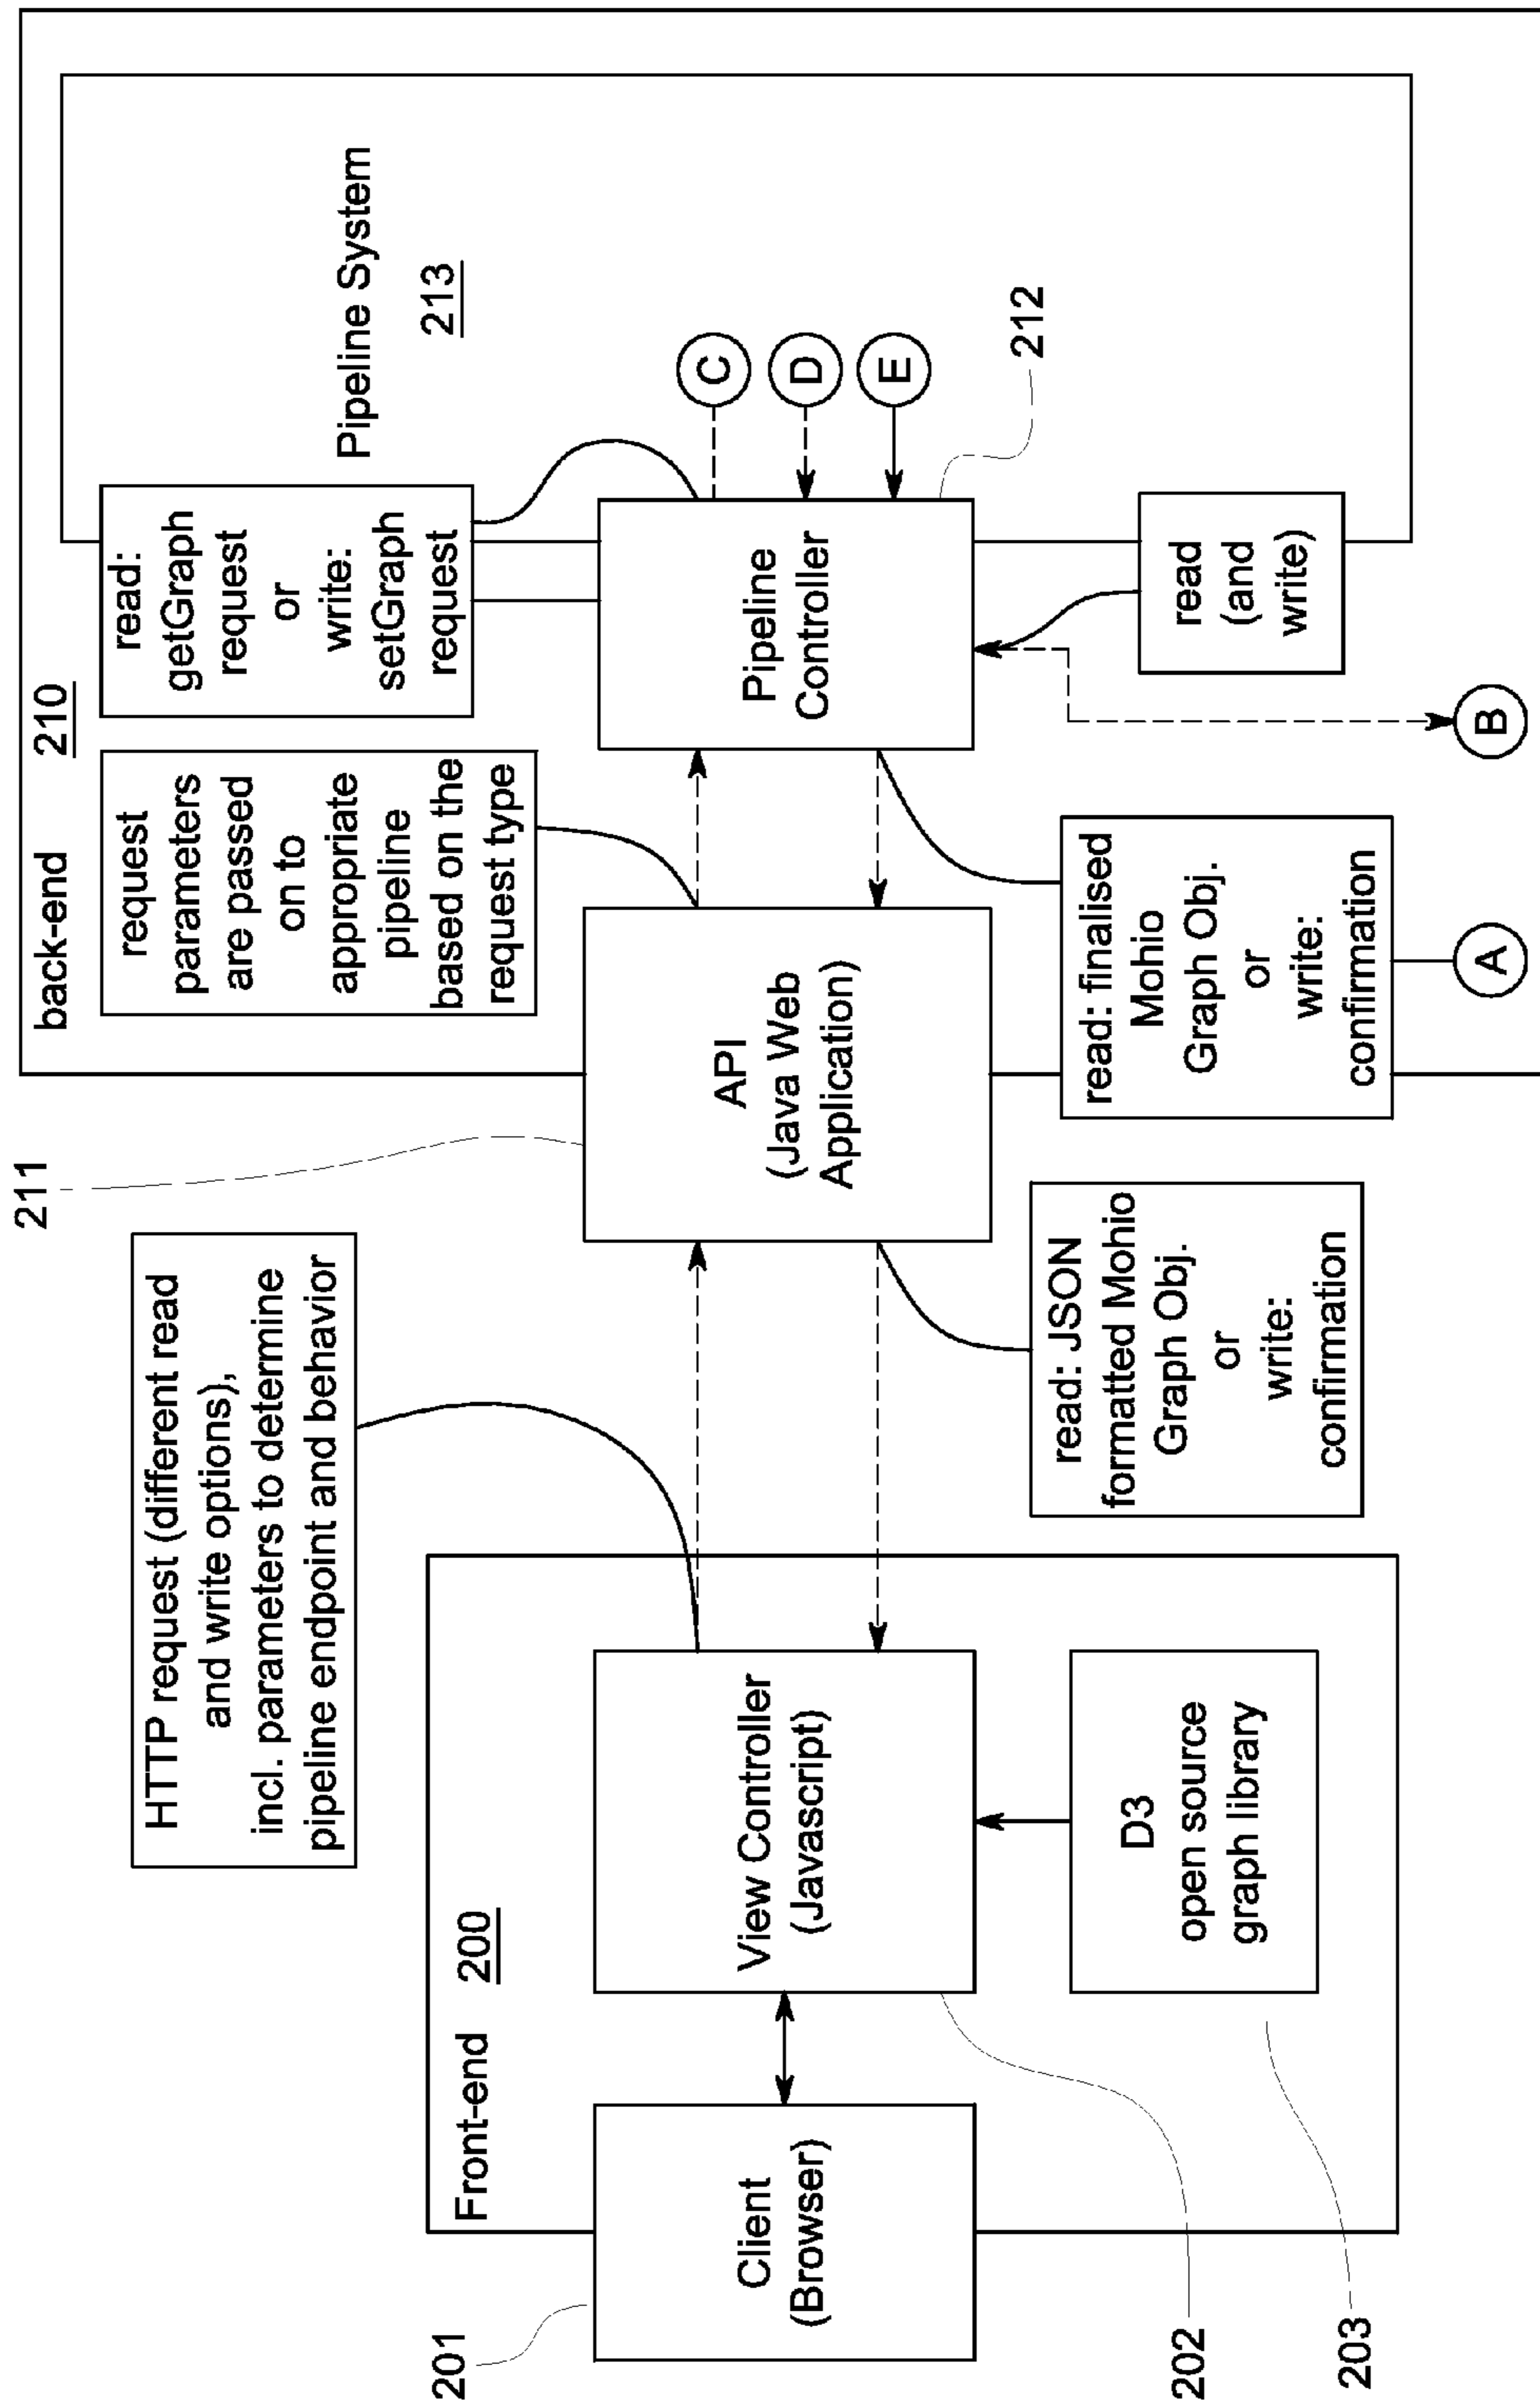 back-end
210
Pipeline System
213
read:
getGraph
request
or
write:
setGraph
request
request
parameters
are passed
on to
appropriate
pipeline
based on the
request type
211
HTTP request (different read
and write options),
incl. parameters to determine
pipeline endpoint and behavior
Front-end
200
201
Client
(Browser)
View Controller
(Javascript)
API
(Java Web
Application)
Pipeline
Controller
C
D
E
212
202
D3
open source
graph library
203
read: JSON
formatted Mohio
Graph Obj.
or
write:
confirmation
read: finalised
Mohio
Graph Obj.
or
write:
confirmation
A
B
read
(and
write)